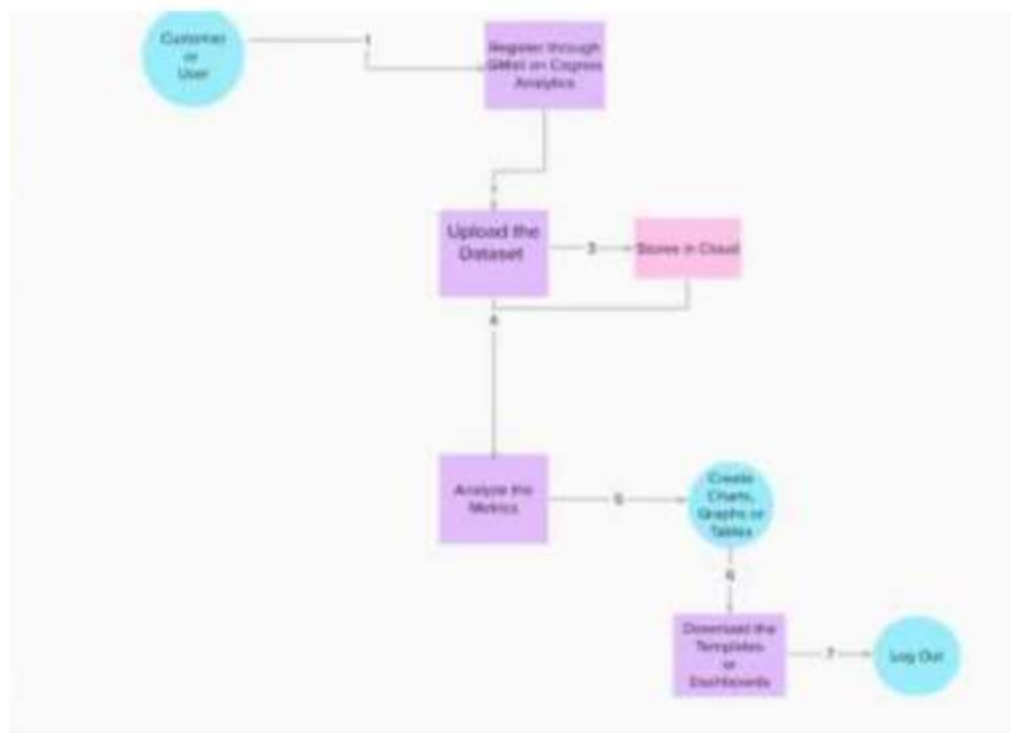 Customer
or
User
1
Register through
Gmail on Cognos
Analytics
Upload the
Dataset
3
Stores in Cloud
4
Analyze the
Metrics
5
Create
Charts,
Graphs or
Tables
6
Download the
Templates
or
Dashboards
7
Log Out